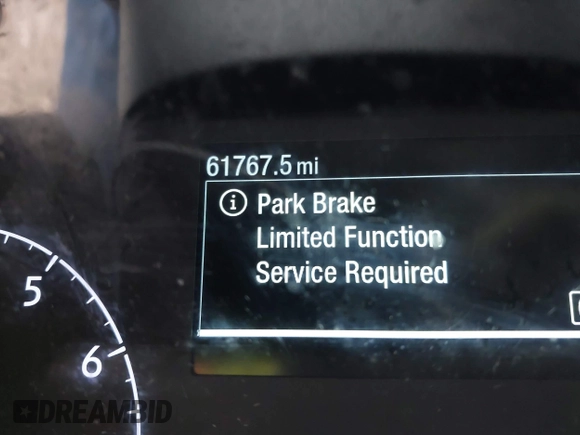 61767.5 mi
Park Brake
Limited Function
Service Required
5
6
DREAMBID